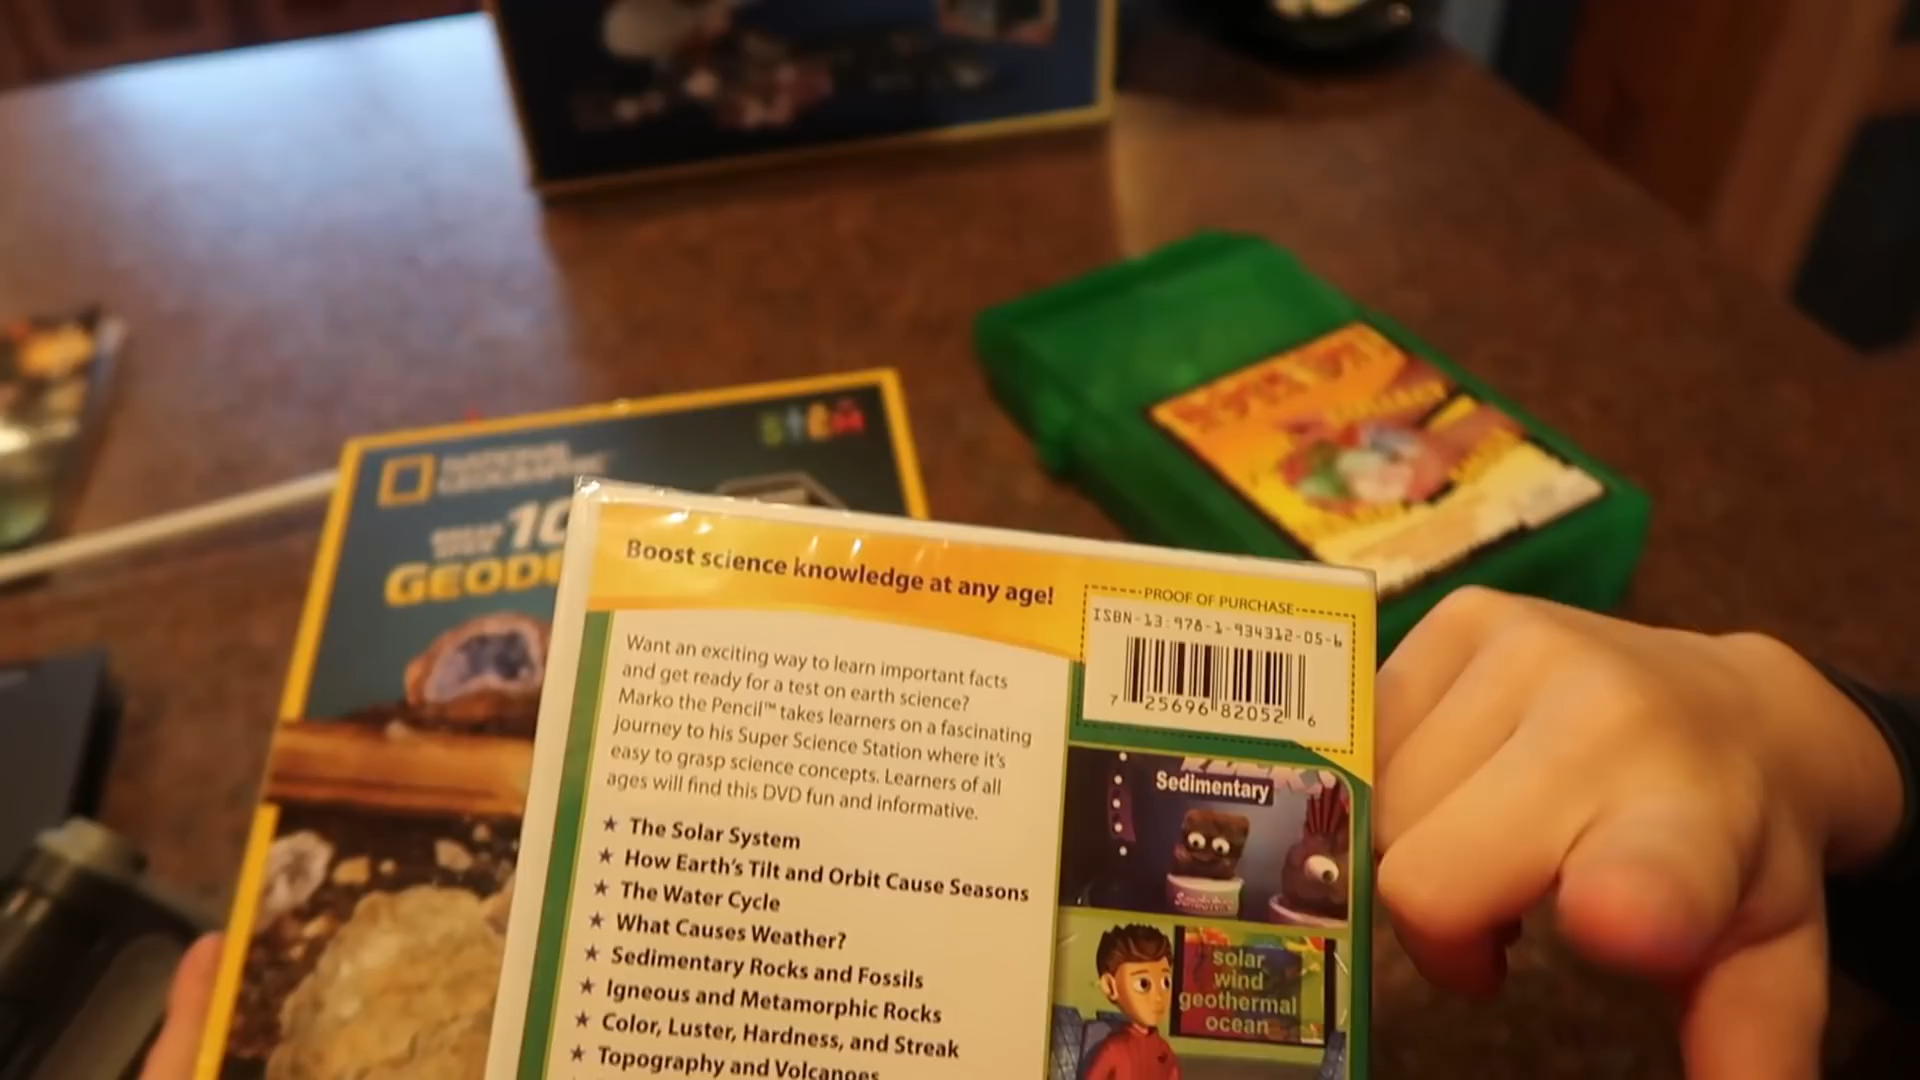 STEM
NATIONAL
GEOGRAPHIC
10
GEODE
Boost science knowledge at any age!
PROOF OF PURCHASE
ISBN-13:978-1-934312-05-6
7 25696 82052 6
Want an exciting way to learn important facts
and get ready for a test on earth science?
Marko the Pencil™ takes learners on a fascinating
journey to his Super Science Station where it's
easy to grasp science concepts. Learners of all
ages will find this DVD fun and informative.
★ The Solar System
★ How Earth's Tilt and Orbit Cause Seasons
★ The Water Cycle
★ What Causes Weather?
★ Sedimentary Rocks and Fossils
★ Igneous and Metamorphic Rocks
★ Color, Luster, Hardness, and Streak
★ Topography and Volcanoes
Sedimentary
solar
wind
geothermal
ocean